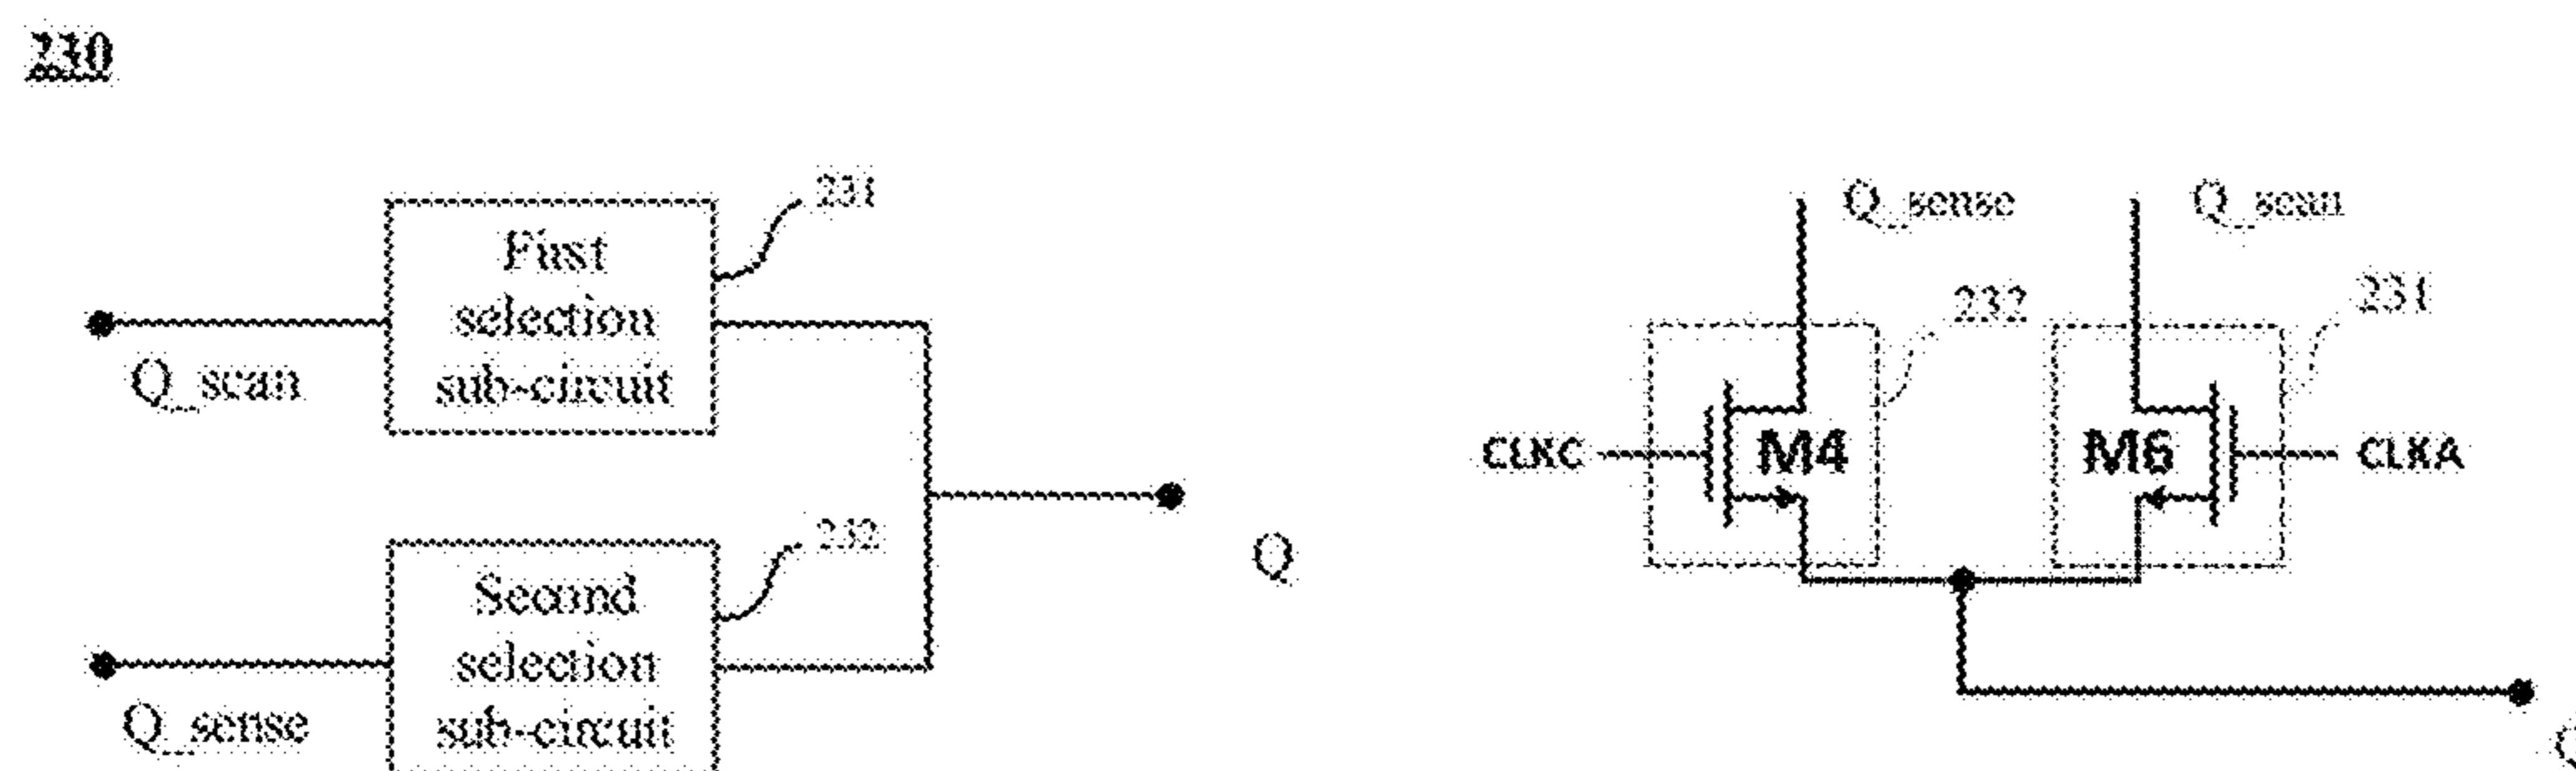 230
231
First
selection
sub-circuit
Q_scan
232
Second
selection
sub-circuit
Q_sense
Q
Q_sense
Q_scan
232
231
CLKC
M4
M6
CLKA